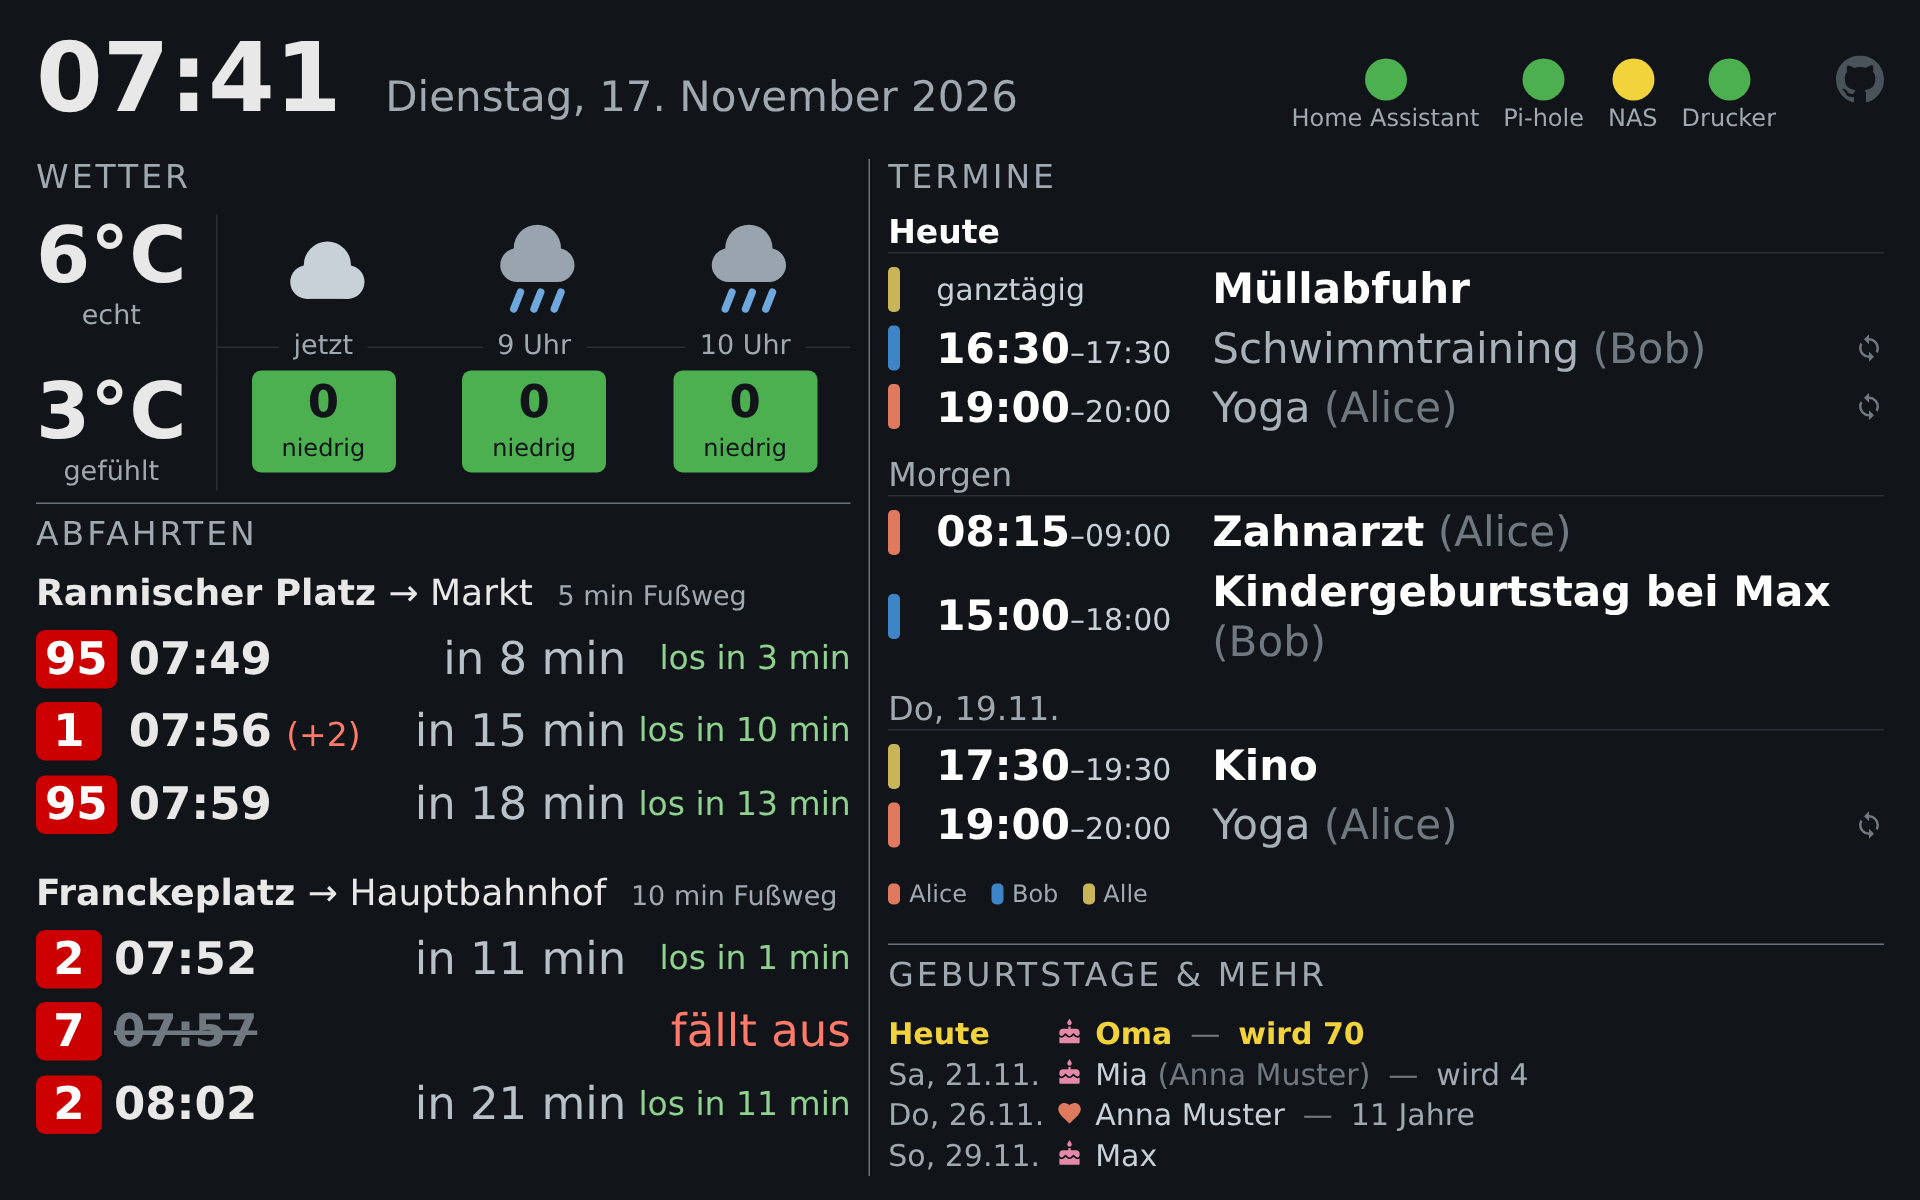 07:41 Dienstag, 17. November 2026
Home Assistant Pi-hole NAS Drucker
WETTER
6°C
echt
3°C
gefühlt
jetzt 9 Uhr 10 Uhr
0 0 0
niedrig niedrig niedrig
ABFAHRTEN
Rannischer Platz → Markt 5 min Fußweg
95 07:49 in 8 min los in 3 min
1 07:56 (+2) in 15 min los in 10 min
95 07:59 in 18 min los in 13 min
Franckeplatz → Hauptbahnhof 10 min Fußweg
2 07:52 in 11 min los in 1 min
7 07:57 fällt aus
2 08:02 in 21 min los in 11 min
TERMINE
Heute
ganztägig Müllabfuhr
16:30–17:30 Schwimmtraining (Bob)
19:00–20:00 Yoga (Alice)
Morgen
08:15–09:00 Zahnarzt (Alice)
15:00–18:00 Kindergeburtstag bei Max
(Bob)
Do, 19.11.
17:30–19:30 Kino
19:00–20:00 Yoga (Alice)
Alice Bob Alle
GEBURTSTAGE & MEHR
Heute Oma — wird 70
Sa, 21.11. Mia (Anna Muster) — wird 4
Do, 26.11. Anna Muster — 11 Jahre
So, 29.11. Max